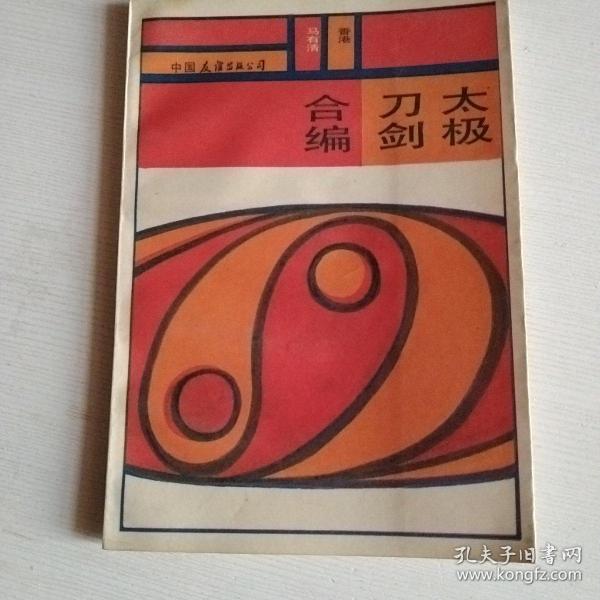 香港
马有清
中国友谊出版公司
太极
刀剑
合编
孔夫子旧书网
www.kongfz.com